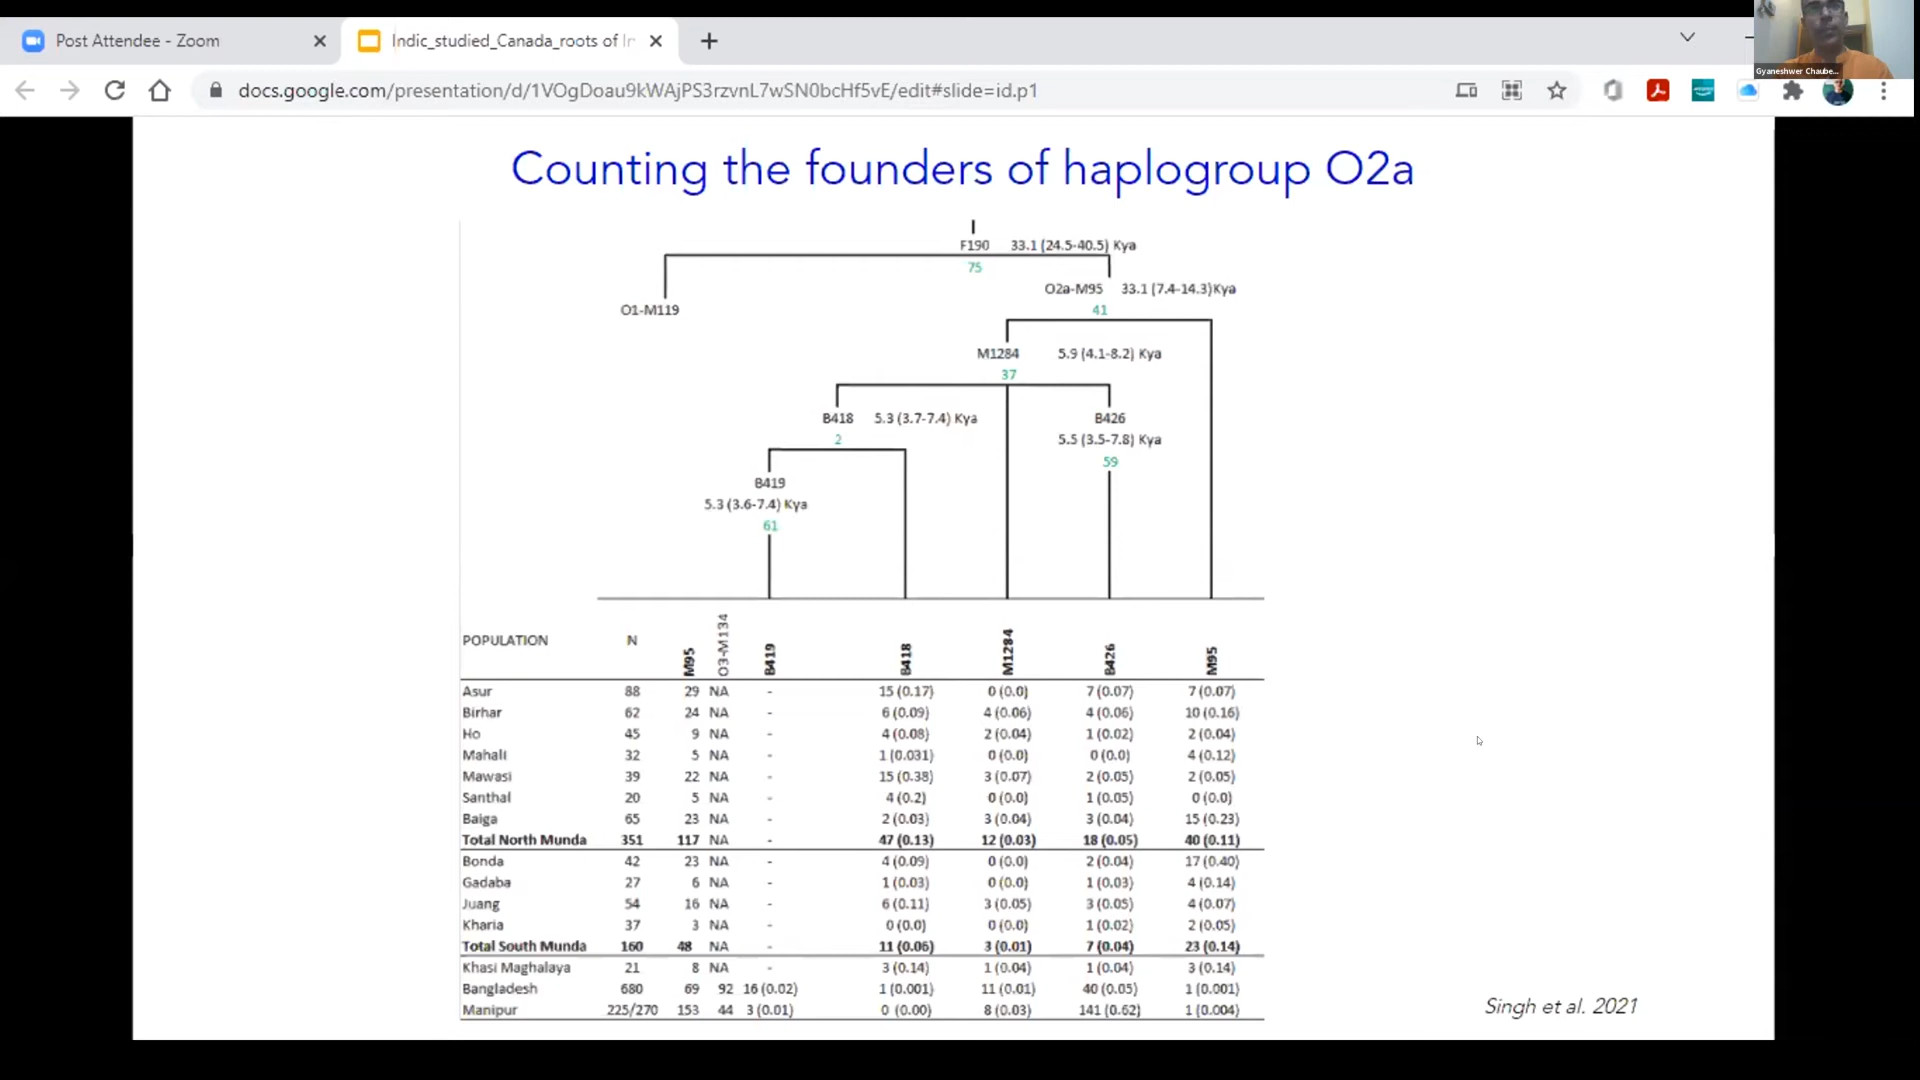 Post Attendee - Zoom
Indic_studied_Canada_roots of In
docs.google.com/presentation/d/1VOgDoau9kWAjPS3rzvnL7wSN0bcHf5vE/edit#slide=id.p1
Gyaneshwer Chaube...
Counting the founders of haplogroup O2a
F190 33.1 (24.5-40.5) Kya
75
O2a-M95 33.1 (7.4-14.3)Kya
O1-M119
41
M1284 5.9 (4.1-8.2) Kya
37
B418 5.3 (3.7-7.4) Kya B426
2 5.5 (3.5-7.8) Kya
59
B419
5.3 (3.6-7.4) Kya
61
POPULATION N M95 O3-M134 B419 B418 M1284 B426 M95
Asur 88 29 NA - 15 (0.17) 0 (0.0) 7 (0.07) 7 (0.07)
Birhar 62 24 NA - 6 (0.09) 4 (0.06) 4 (0.06) 10 (0.16)
Ho 45 9 NA - 4 (0.08) 2 (0.04) 1 (0.02) 2 (0.04)
Mahali 32 5 NA - 1 (0.031) 0 (0.0) 0 (0.0) 4 (0.12)
Mawasi 39 22 NA - 15 (0.38) 3 (0.07) 2 (0.05) 2 (0.05)
Santhal 20 5 NA - 4 (0.2) 0 (0.0) 1 (0.05) 0 (0.0)
Baiga 65 23 NA - 2 (0.03) 3 (0.04) 3 (0.04) 15 (0.23)
Total North Munda 351 117 NA - 47 (0.13) 12 (0.03) 18 (0.05) 40 (0.11)
Bonda 42 23 NA - 4 (0.09) 0 (0.0) 2 (0.04) 17 (0.40)
Gadaba 27 6 NA - 1 (0.03) 0 (0.0) 1 (0.03) 4 (0.14)
Juang 54 16 NA - 6 (0.11) 3 (0.05) 3 (0.05) 4 (0.07)
Kharia 37 3 NA - 0 (0.0) 0 (0.0) 1 (0.02) 2 (0.05)
Total South Munda 160 48 NA - 11 (0.06) 3 (0.01) 7 (0.04) 23 (0.14)
Khasi Maghalaya 21 8 NA - 3 (0.14) 1 (0.04) 1 (0.04) 3 (0.14)
Bangladesh 680 69 92 16 (0.02) 1 (0.001) 11 (0.01) 40 (0.05) 1 (0.001)
Manipur 225/270 153 44 3 (0.01) 0 (0.00) 8 (0.03) 141 (0.62) 1 (0.004)
Singh et al. 2021